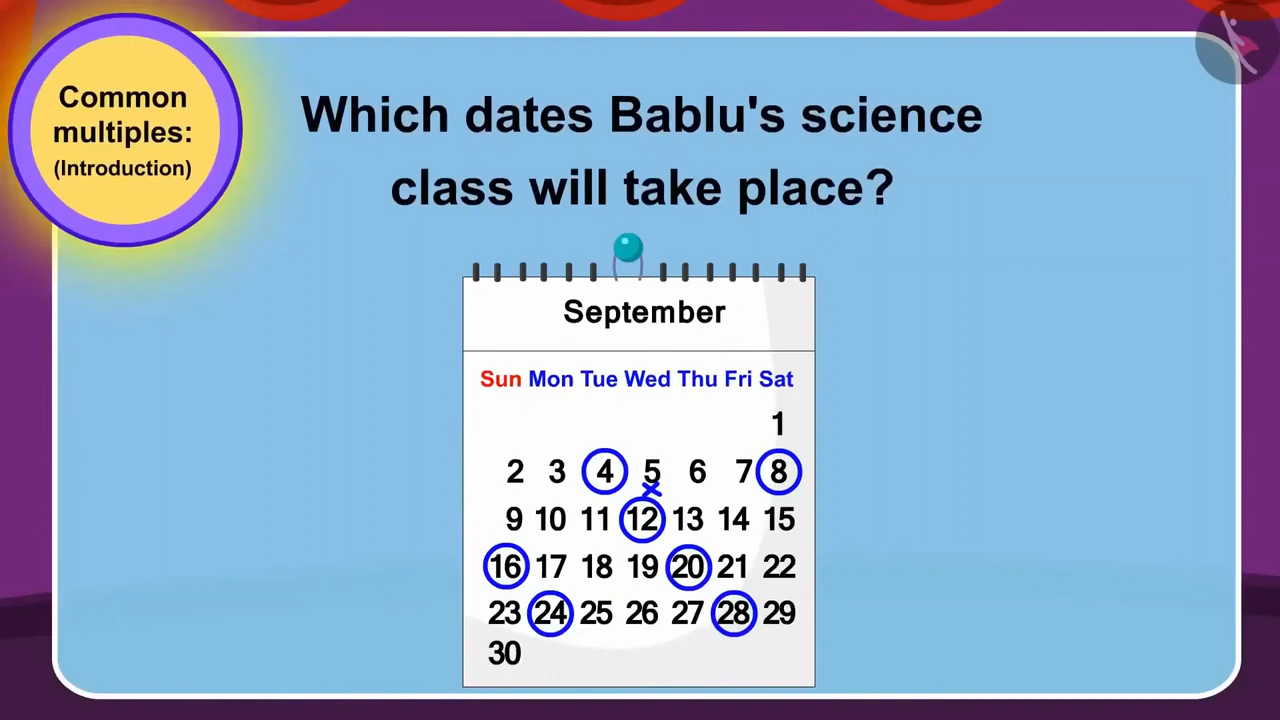 Common
multiples:
(Introduction)
Which dates Bablu's science
class will take place?
September
Sun Mon Tue Wed Thu Fri Sat
1
2 3 4 5 6 7 8
9 10 11 12 13 14 15
16 17 18 19 20 21 22
23 24 25 26 27 28 29
30